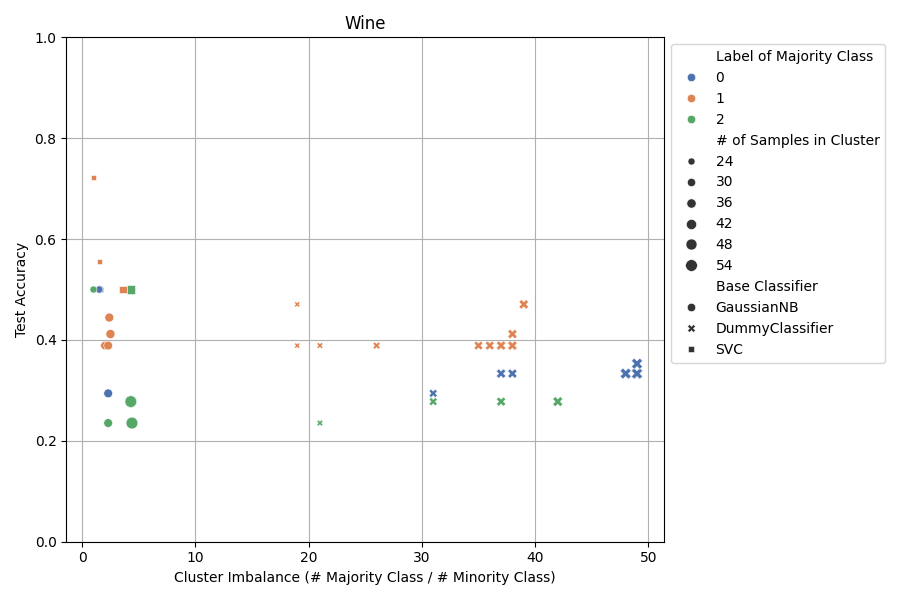 Wine
Test Accuracy
1.0
0.8
0.6
0.4
0.2
0.0
0
10
20
30
40
50
Cluster Imbalance (# Majority Class / # Minority Class)
Label of Majority Class
0
1
2
# of Samples in Cluster
24
30
36
42
48
54
Base Classifier
GaussianNB
DummyClassifier
SVC